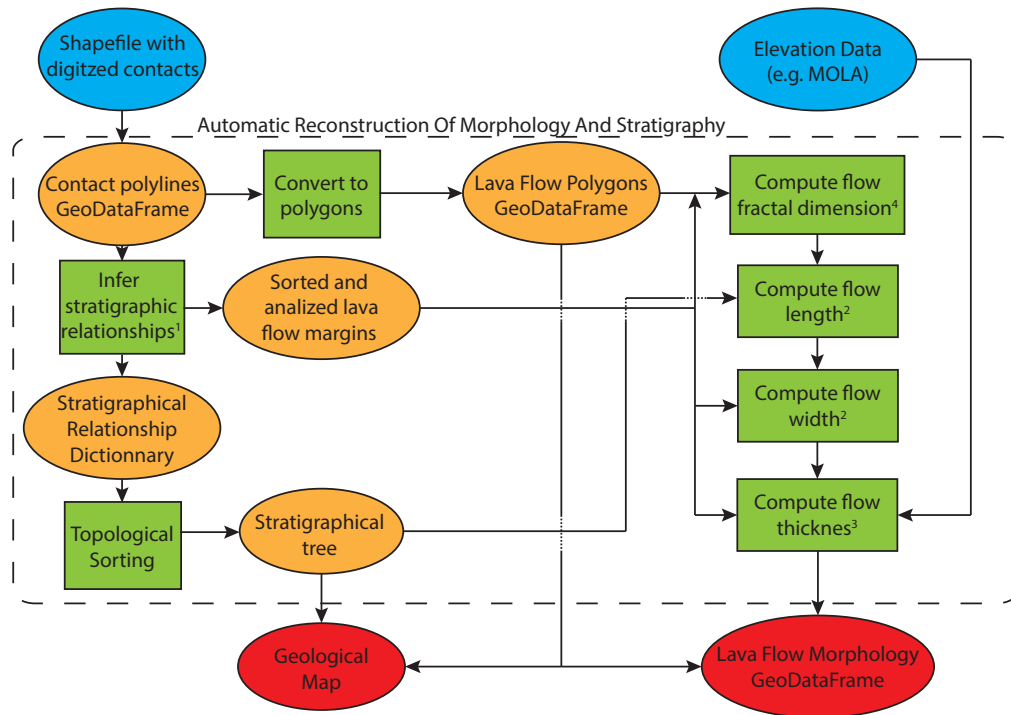 Shapefile with
digitzed contacts
Elevation Data
(e.g. MOLA)
Automatic Reconstruction Of Morphology And Stratigraphy
Contact polylines
GeoDataFrame
Convert to
polygons
Lava Flow Polygons
GeoDataFrame
Compute flow
fractal dimension⁴
Infer
stratigraphic
relationships¹
Sorted and
analized lava
flow margins
Compute flow
length²
Stratigraphical
Relationship
Dictionnary
Compute flow
width²
Topological
Sorting
Stratigraphical
tree
Compute flow
thicknes³
Geological
Map
Lava Flow Morphology
GeoDataFrame